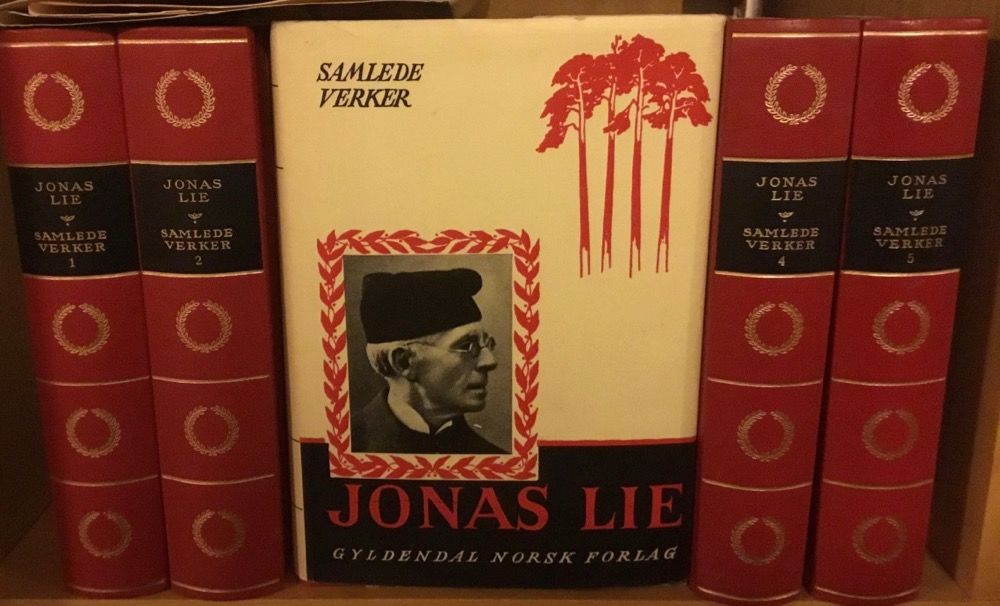 JONAS
LIE
SAMLEDE
VERKER
1
JONAS
LIE
SAMLEDE
VERKER
2
SAMLEDE
VERKER
JONAS LIE
GYLDENDAL NORSK FORLAG
JONAS
LIE
SAMLEDE
VERKER
4
JONAS
LIE
SAMLEDE
VERKER
5